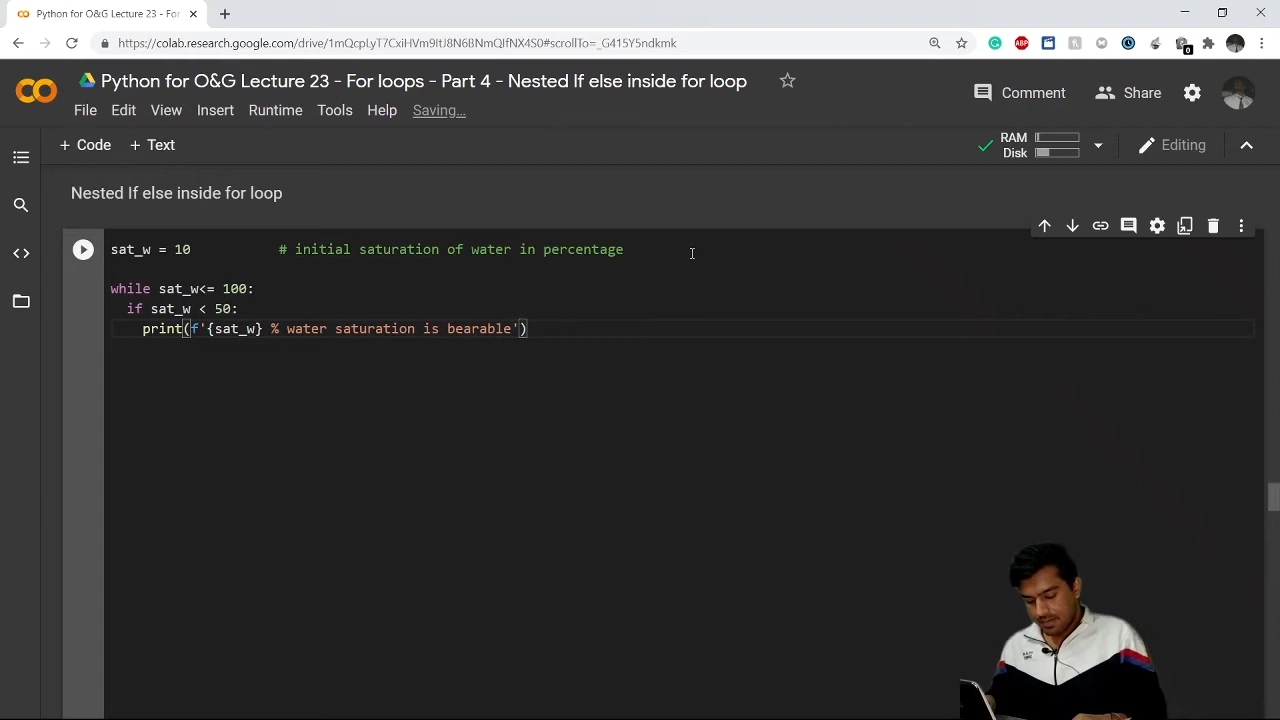 Python for O&G Lecture 23 - For
https://colab.research.google.com/drive/1mQcpLvT7CxiHVm9ItJ8N6BNmQIfNX4S0#scrollTo=_G415Y5ndkmk
Python for O&G Lecture 23 - For loops - Part 4 - Nested If else inside for loop
Comment
Share
File Edit View Insert Runtime Tools Help Saving...
+ Code + Text
RAM
Disk
Editing
Nested If else inside for loop
sat_w = 10 # initial saturation of water in percentage
while sat_w<= 100:
if sat_w < 50:
print(f'{sat_w} % water saturation is bearable')